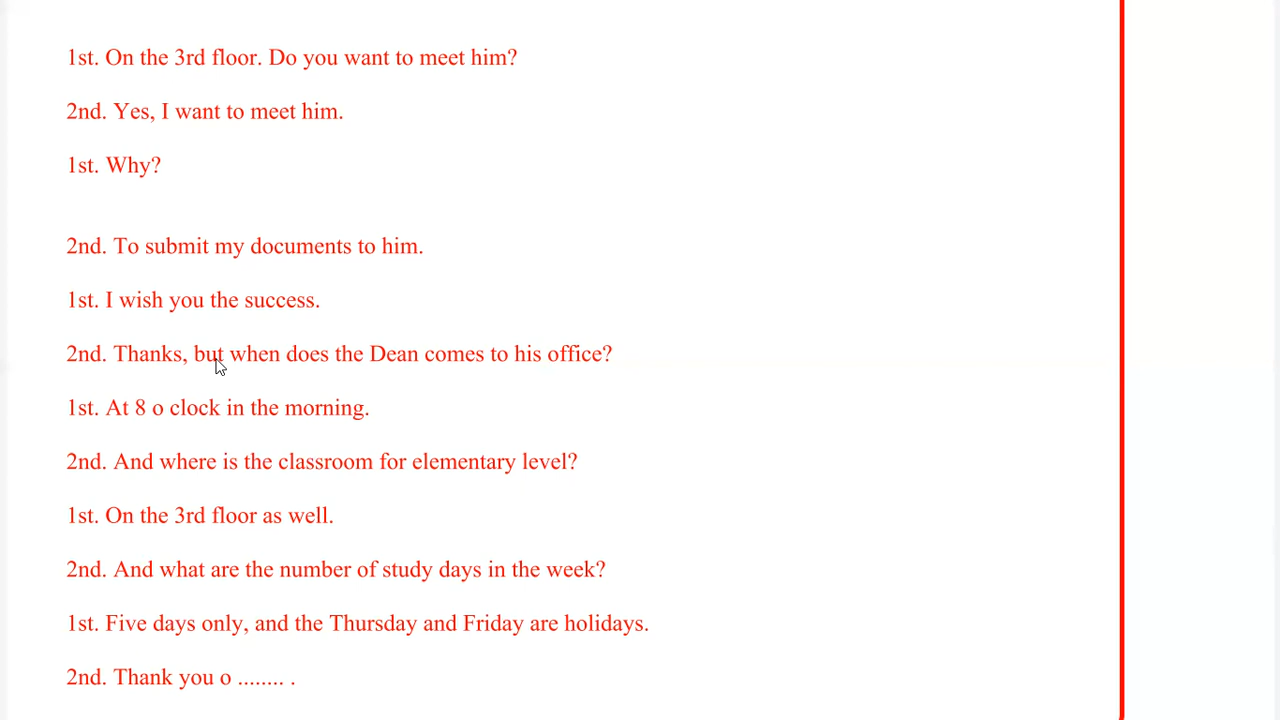 1st. On the 3rd floor. Do you want to meet him?
2nd. Yes, I want to meet him.
1st. Why?
2nd. To submit my documents to him.
1st. I wish you the success.
2nd. Thanks, but when does the Dean comes to his office?
1st. At 8 o clock in the morning.
2nd. And where is the classroom for elementary level?
1st. On the 3rd floor as well.
2nd. And what are the number of study days in the week?
1st. Five days only, and the Thursday and Friday are holidays.
2nd. Thank you o ........ .